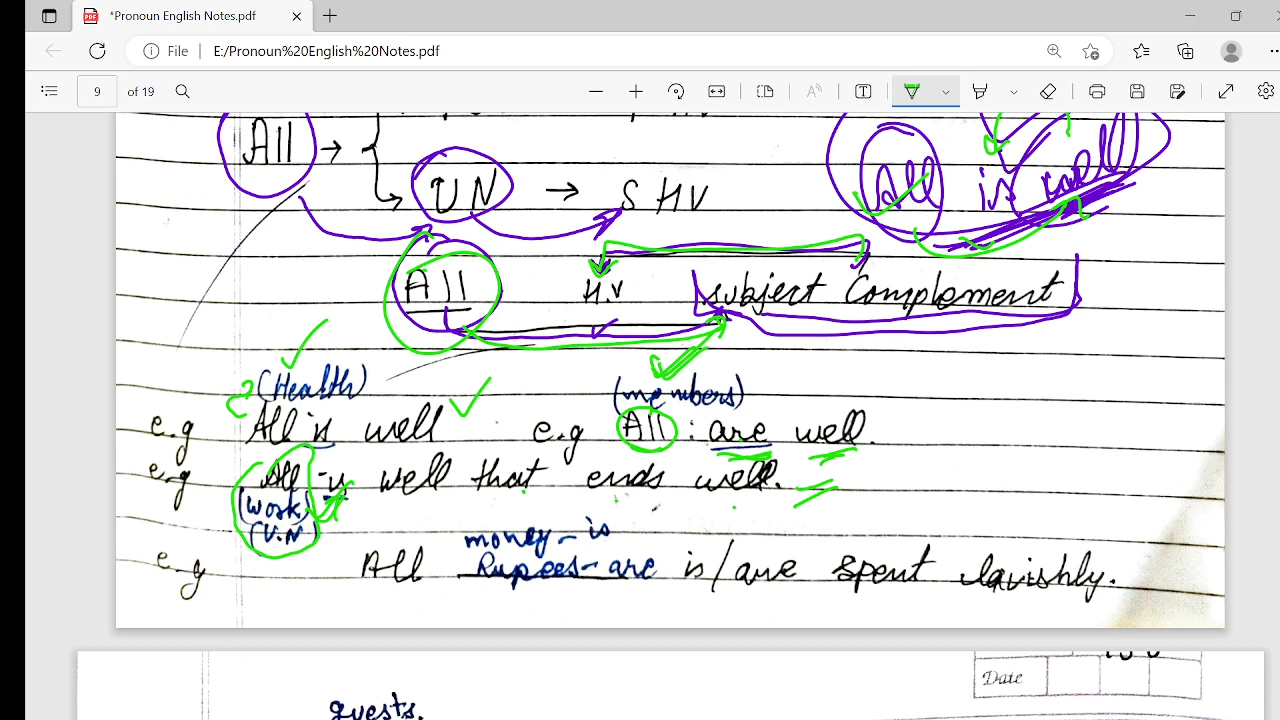 *Pronoun English Notes.pdf
File | E:/Pronoun%20English%20Notes.pdf
9 of 19
All →
UN → S HV
All is well
All H.V subject Complement
(Health) (members)
e.g All is well e.g All : are well.
e.g All is well that ends well.
(work)
(U.N)
money - is
e.g All Rupees - are is/are spent lavishly.
Date
guests.